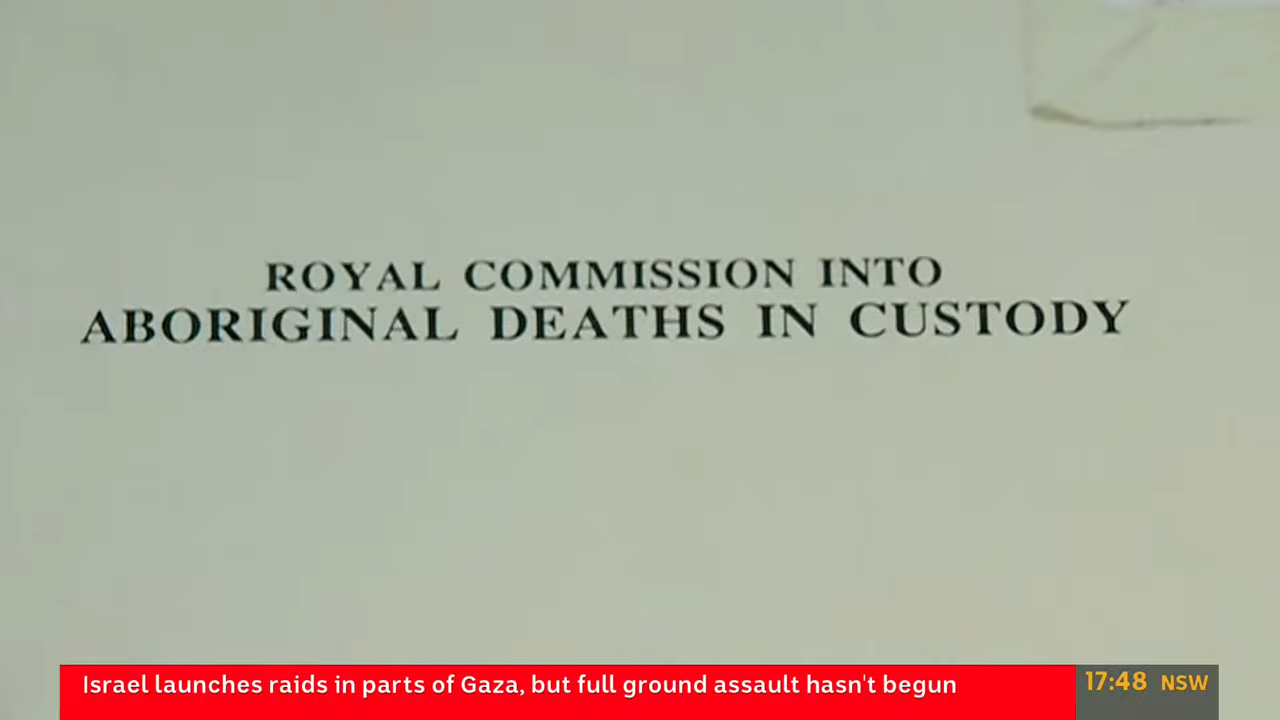 ROYAL COMMISSION INTO
ABORIGINAL DEATHS IN CUSTODY
Israel launches raids in parts of Gaza, but full ground assault hasn't begun
17:48 NSW